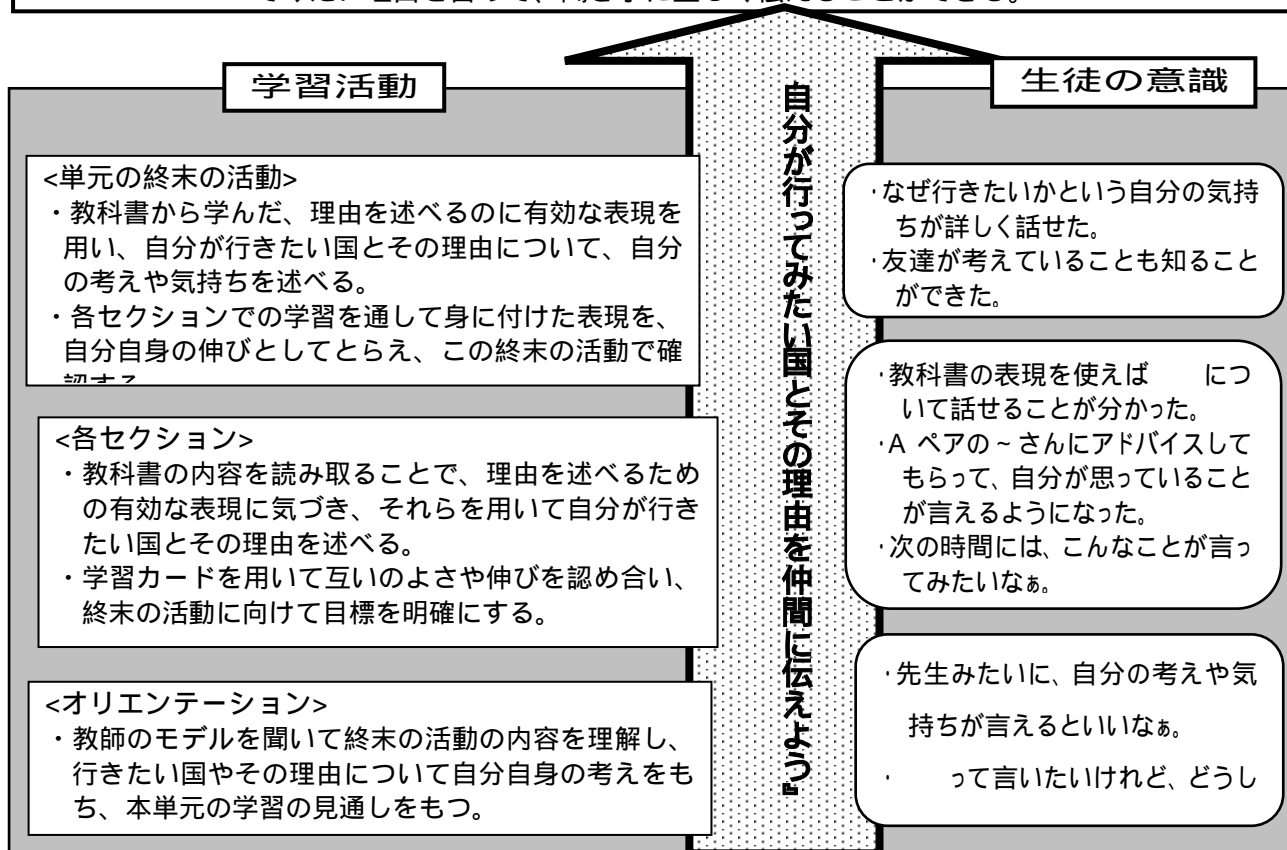 学習活動
生徒の意識
自分が行ってみたい国とその理由を仲間に伝えよう』
<単元の終末の活動>
・教科書から学んだ、理由を述べるのに有効な表現を
用い、自分が行きたい国とその理由について、自分
の考えや気持ちを述べる。
・各セクションでの学習を通して身に付けた表現を、
自分自身の伸びとしてとらえ、この終末の活動で確
・なぜ行きたいかという自分の気持
ちが詳しく話せた。
・友達が考えていることも知ること
ができた。
<各セクション>
・教科書の内容を読み取ることで、理由を述べるため
の有効な表現に気づき、それらを用いて自分が行き
たい国とその理由を述べる。
・学習カードを用いて互いのよさや伸びを認め合い、
終末の活動に向けて目標を明確にする。
・教科書の表現を使えば　　につ
いて話せることが分かった。
・A ペアの～さんにアドバイスして
もらって、自分が思っていること
が言えるようになった。
・次の時間には、こんなことが言っ
てみたいなぁ。
<オリエンテーション>
・教師のモデルを聞いて終末の活動の内容を理解し、
行きたい国やその理由について自分自身の考えをも
ち、本単元の学習の見通しをもつ。
・先生みたいに、自分の考えや気
持ちが言えるといいなぁ。
・　　って言いたいけれど、どうし